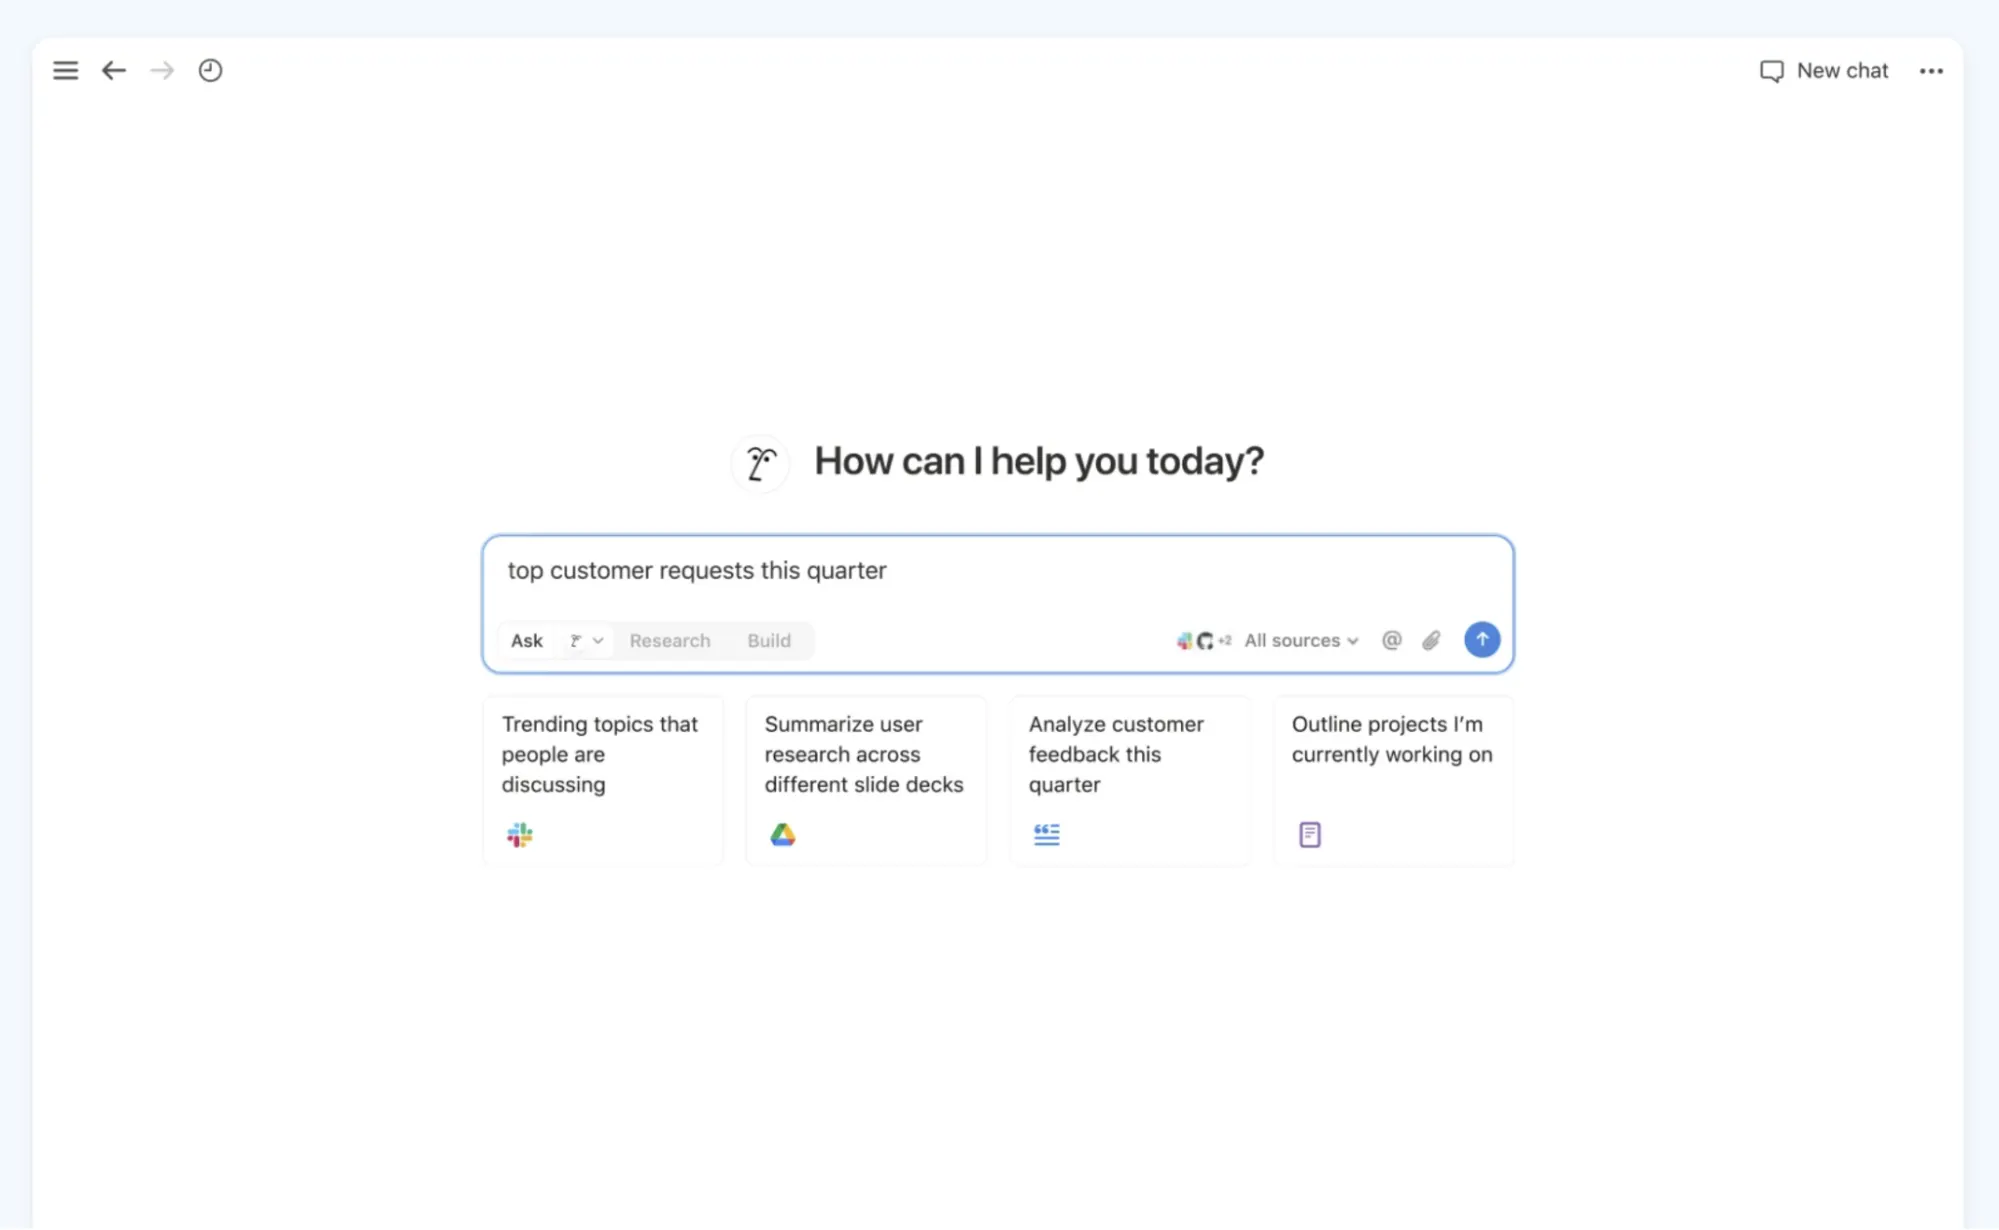 New chat
How can I help you today?
top customer requests this quarter
Ask Research Build +2 All sources @
Trending topics that
people are
discussing
Summarize user
research across
different slide decks
Analyze customer
feedback this
quarter
Outline projects I’m
currently working on